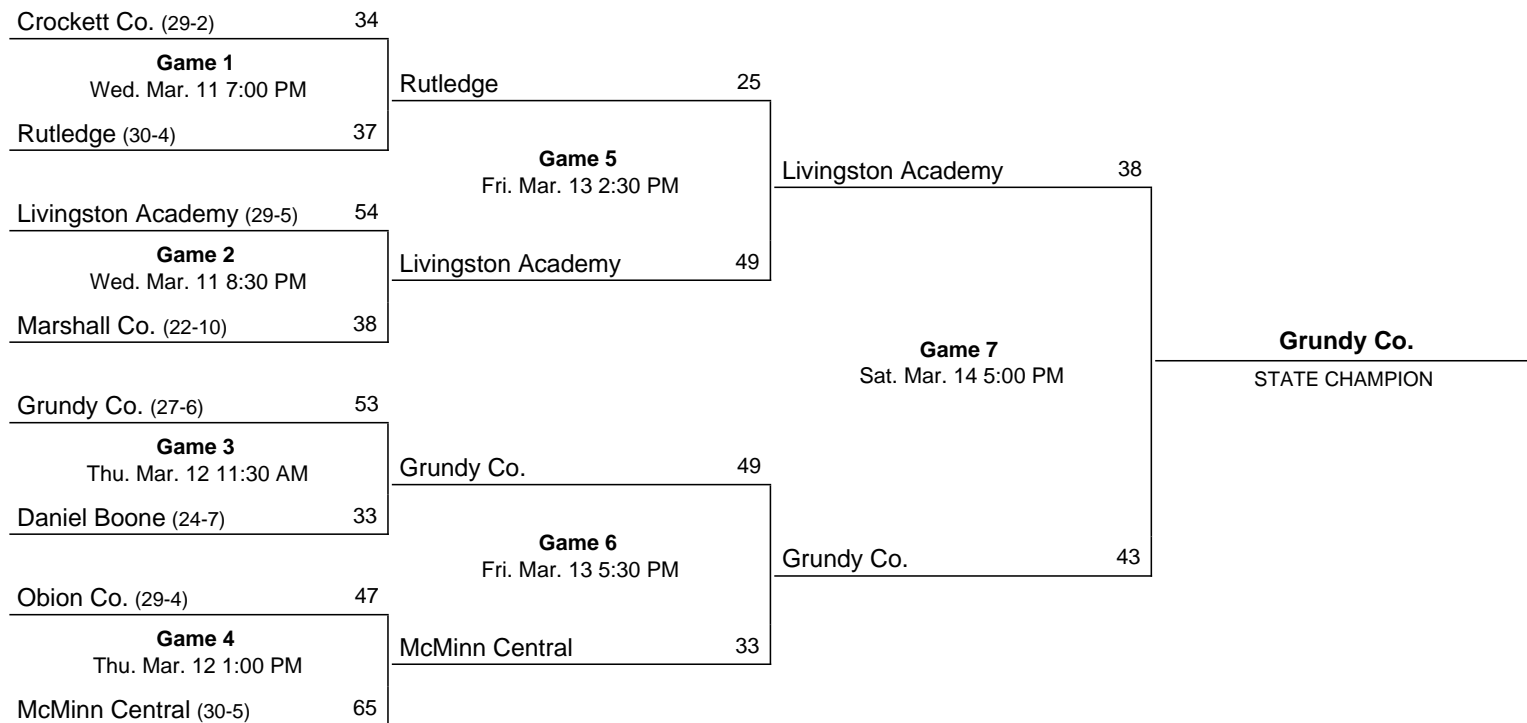 Crockett Co. (29-2) 34
Game 1
Wed. Mar. 11 7:00 PM
Rutledge (30-4) 37
Livingston Academy (29-5) 54
Game 2
Wed. Mar. 11 8:30 PM
Marshall Co. (22-10) 38
Grundy Co. (27-6) 53
Game 3
Thu. Mar. 12 11:30 AM
Daniel Boone (24-7) 33
Obion Co. (29-4) 47
Game 4
Thu. Mar. 12 1:00 PM
McMinn Central (30-5) 65
Rutledge 25
Game 5
Fri. Mar. 13 2:30 PM
Livingston Academy 49
Grundy Co. 49
Game 6
Fri. Mar. 13 5:30 PM
McMinn Central 33
Livingston Academy 38
Game 7
Sat. Mar. 14 5:00 PM
Grundy Co. 43
Grundy Co.
STATE CHAMPION